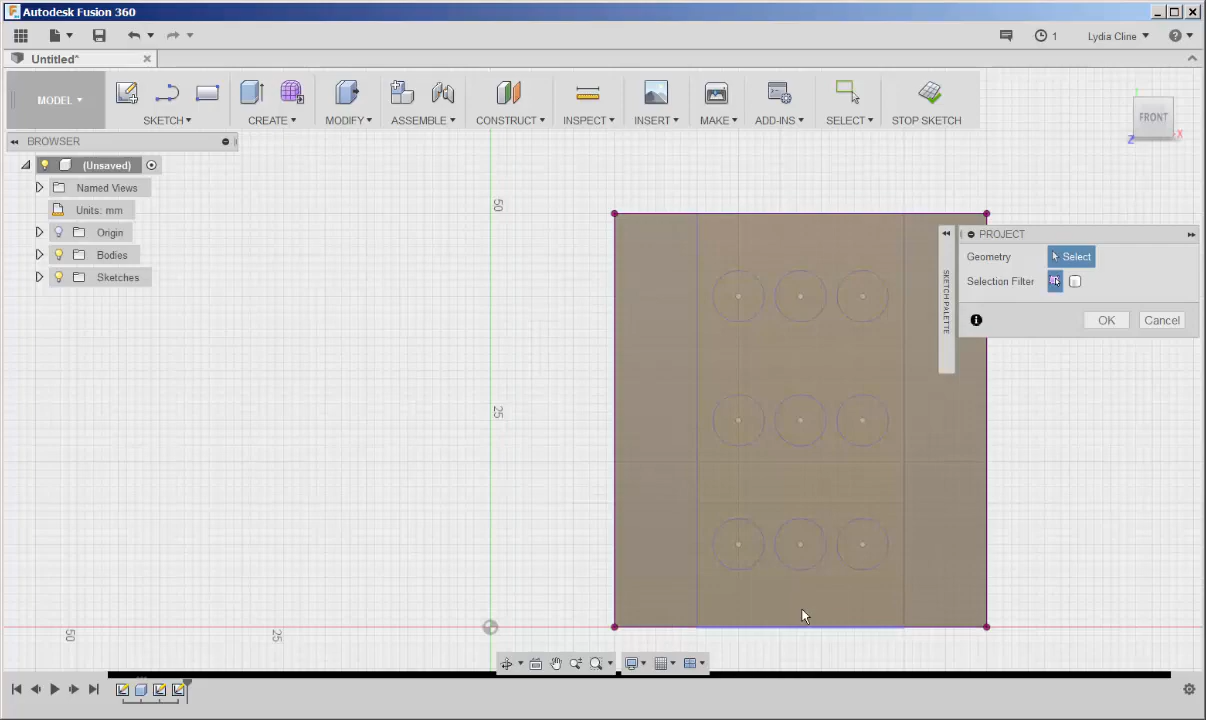 Autodesk Fusion 360
1
Lydia Cline
Untitled*
MODEL
SKETCH
CREATE
MODIFY
ASSEMBLE
CONSTRUCT
INSPECT
INSERT
MAKE
ADD-INS
SELECT
STOP SKETCH
FRONT
X
Z
BROWSER
(Unsaved)
Named Views
Units: mm
Origin
Bodies
Sketches
50
25
50
25
SKETCH PALETTE
PROJECT
Geometry
Select
Selection Filter
OK
Cancel